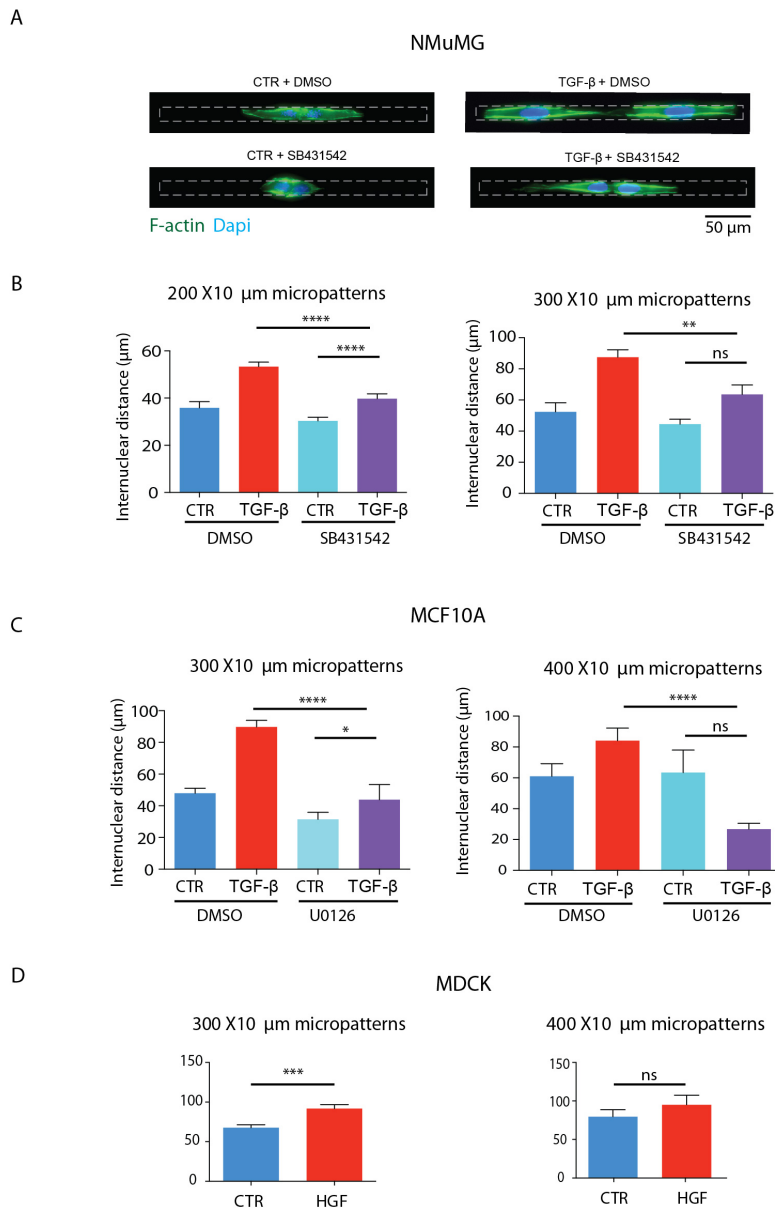 A
NMuMG
CTR + DMSO
TGF-β + DMSO
CTR + SB431542
TGF-β + SB431542
F-actin Dapi
50 µm
B
200 X10 µm micropatterns
300 X10 µm micropatterns
Internuclear distance (µm)
60
40
20
0
****
****
CTR TGF-β CTR TGF-β
DMSO SB431542
Internuclear distance (µm)
100
80
60
40
20
0
**
ns
CTR TGF-β CTR TGF-β
DMSO SB431542
C
MCF10A
300 X10 µm micropatterns
400 X10 µm micropatterns
Internuclear distance (µm)
100
80
60
40
20
0
****
*
CTR TGF-β CTR TGF-β
DMSO U0126
Internuclear distance (µm)
100
80
60
40
20
0
****
ns
CTR TGF-β CTR TGF-β
DMSO U0126
D
MDCK
300 X10 µm micropatterns
400 X10 µm micropatterns
150
100
50
0
***
CTR HGF
150
100
50
0
ns
CTR HGF